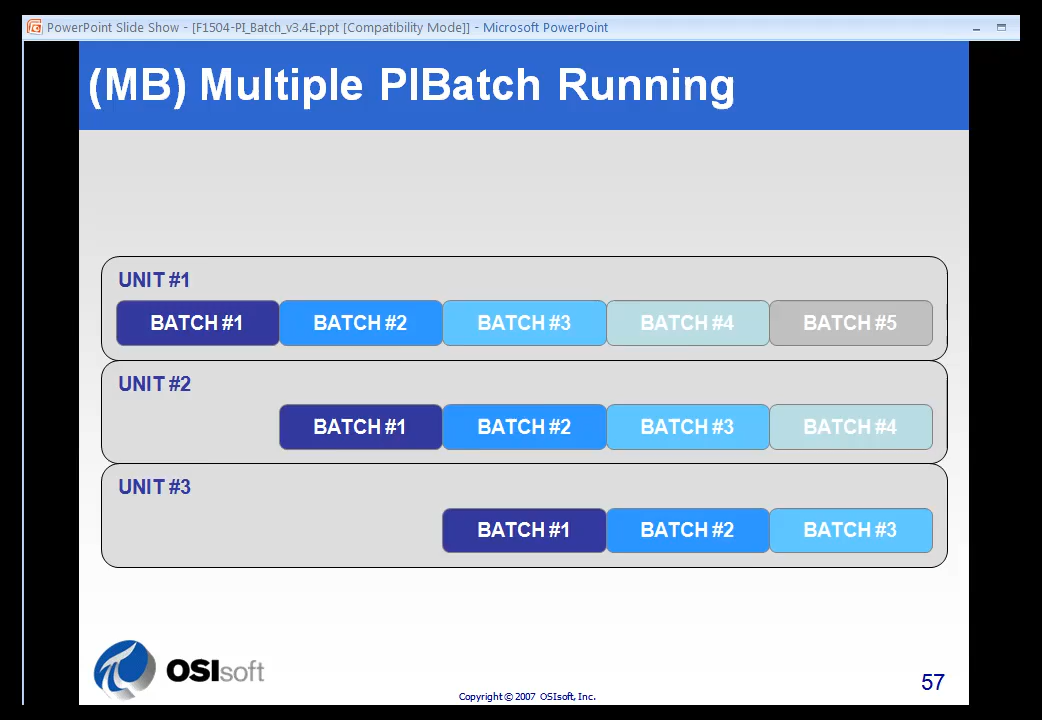 PowerPoint Slide Show - [F1504-PI_Batch_v3.4E.ppt [Compatibility Mode]] - Microsoft PowerPoint
(MB) Multiple PIBatch Running
UNIT #1
BATCH #1 BATCH #2 BATCH #3 BATCH #4 BATCH #5
UNIT #2
BATCH #1 BATCH #2 BATCH #3 BATCH #4
UNIT #3
BATCH #1 BATCH #2 BATCH #3
OSIsoft
Copyright © 2007 OSIsoft, Inc.
57